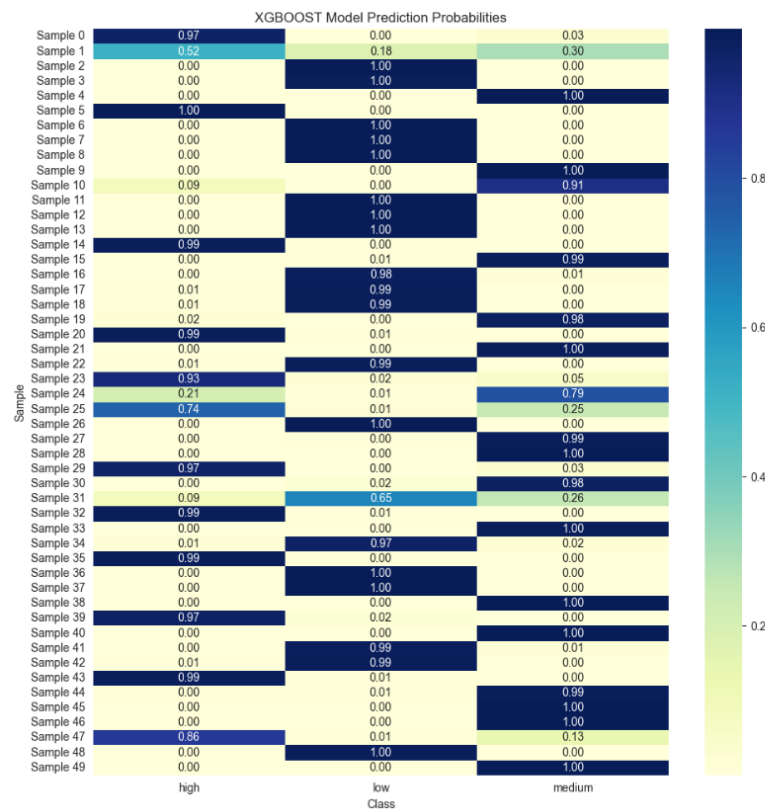 XGBOOST Model Prediction Probabilities
Sample 0 0.97 0.00 0.03
Sample 1 0.52 0.18 0.30
Sample 2 0.00 1.00 0.00
Sample 3 0.00 1.00 0.00
Sample 4 0.00 0.00 1.00
Sample 5 1.00 0.00 0.00
Sample 6 0.00 1.00 0.00
Sample 7 0.00 1.00 0.00
Sample 8 0.00 1.00 0.00
Sample 9 0.00 0.00 1.00
Sample 10 0.09 0.00 0.91
0.8
Sample 11 0.00 1.00 0.00
Sample 12 0.00 1.00 0.00
Sample 13 0.00 1.00 0.00
Sample 14 0.99 0.00 0.00
Sample 15 0.00 0.01 0.99
Sample 16 0.00 0.98 0.01
Sample 17 0.01 0.99 0.00
Sample 18 0.01 0.99 0.00
Sample 19 0.02 0.00 0.98
Sample 20 0.99 0.01 0.00
0.6
Sample 21 0.00 0.00 1.00
Sample 22 0.01 0.99 0.00
Sample 23 0.93 0.02 0.05
Sample 24 0.21 0.01 0.79
Sample
Sample 25 0.74 0.01 0.25
Sample 26 0.00 1.00 0.00
Sample 27 0.00 0.00 0.99
Sample 28 0.00 0.00 1.00
Sample 29 0.97 0.00 0.03
0.4
Sample 30 0.00 0.02 0.98
Sample 31 0.09 0.65 0.26
Sample 32 0.99 0.01 0.00
Sample 33 0.00 0.00 1.00
Sample 34 0.01 0.97 0.02
Sample 35 0.99 0.00 0.00
Sample 36 0.00 1.00 0.00
Sample 37 0.00 1.00 0.00
Sample 38 0.00 0.00 1.00
Sample 39 0.97 0.02 0.00
0.2
Sample 40 0.00 0.00 1.00
Sample 41 0.00 0.99 0.01
Sample 42 0.01 0.99 0.00
Sample 43 0.99 0.01 0.00
Sample 44 0.00 0.01 0.99
Sample 45 0.00 0.00 1.00
Sample 46 0.00 0.00 1.00
Sample 47 0.86 0.01 0.13
Sample 48 0.00 1.00 0.00
Sample 49 0.00 0.00 1.00
high low medium
Class